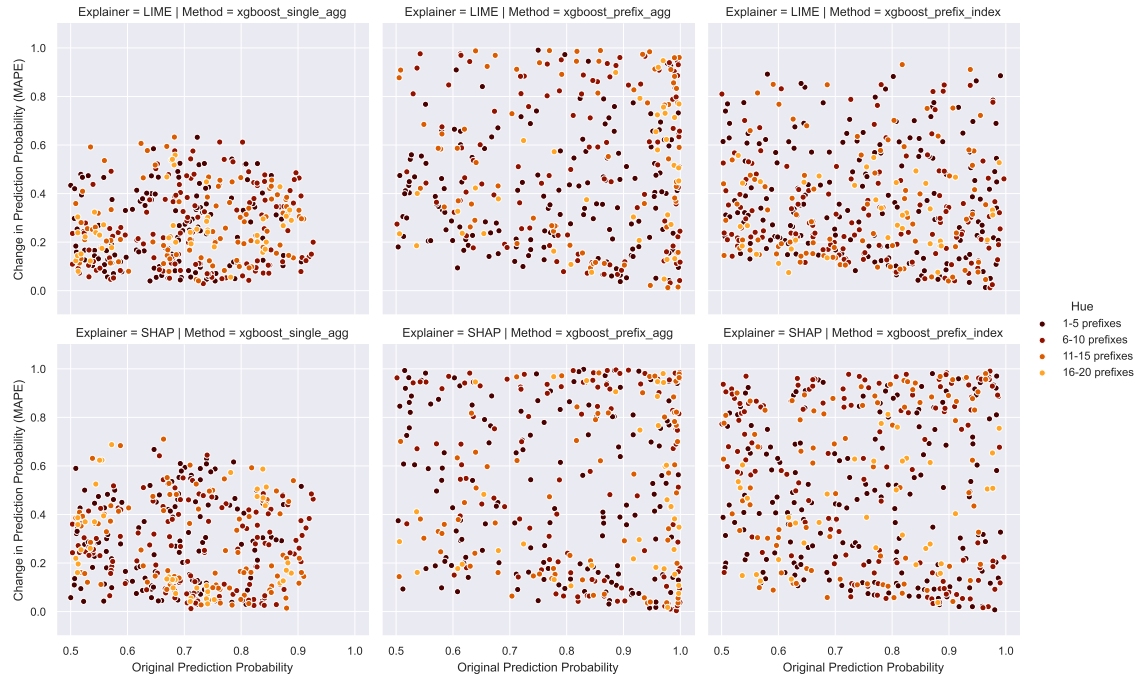 Explainer = LIME | Method = xgboost_single_agg
Explainer = LIME | Method = xgboost_prefix_agg
Explainer = LIME | Method = xgboost_prefix_index
Change in Prediction Probability (MAPE)
1.0
0.8
0.6
0.4
0.2
0.0
Explainer = SHAP | Method = xgboost_single_agg
Explainer = SHAP | Method = xgboost_prefix_agg
Explainer = SHAP | Method = xgboost_prefix_index
Change in Prediction Probability (MAPE)
1.0
0.8
0.6
0.4
0.2
0.0
0.5 0.6 0.7 0.8 0.9 1.0
0.5 0.6 0.7 0.8 0.9 1.0
0.5 0.6 0.7 0.8 0.9 1.0
Original Prediction Probability
Original Prediction Probability
Original Prediction Probability
Hue
1-5 prefixes
6-10 prefixes
11-15 prefixes
16-20 prefixes